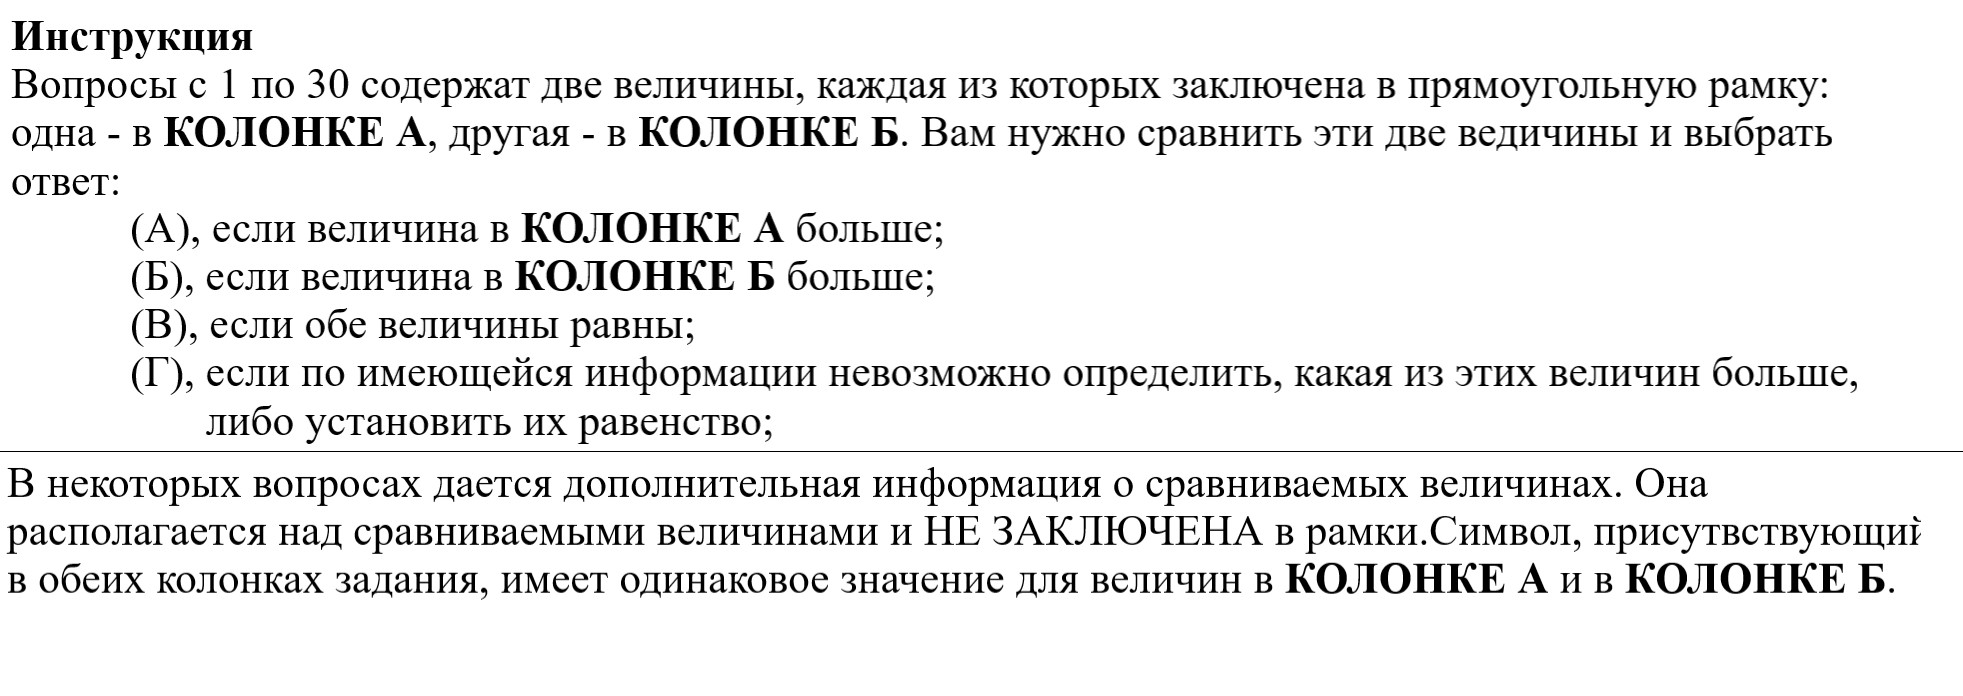 Инструкция
Вопросы с 1 по 30 содержат две величины, каждая из которых заключена в прямоугольную рамку:
одна - в КОЛОНКЕ А, другая - в КОЛОНКЕ Б. Вам нужно сравнить эти две ведичины и выбрать
ответ:
(А), если величина в КОЛОНКЕ А больше;
(Б), если величина в КОЛОНКЕ Б больше;
(В), если обе величины равны;
(Г), если по имеющейся информации невозможно определить, какая из этих величин больше,
либо установить их равенство;
В некоторых вопросах дается дополнительная информация о сравниваемых величинах. Она
располагается над сравниваемыми величинами и НЕ ЗАКЛЮЧЕНА в рамки.Символ, присутвствующий
в обеих колонках задания, имеет одинаковое значение для величин в КОЛОНКЕ А и в КОЛОНКЕ Б.